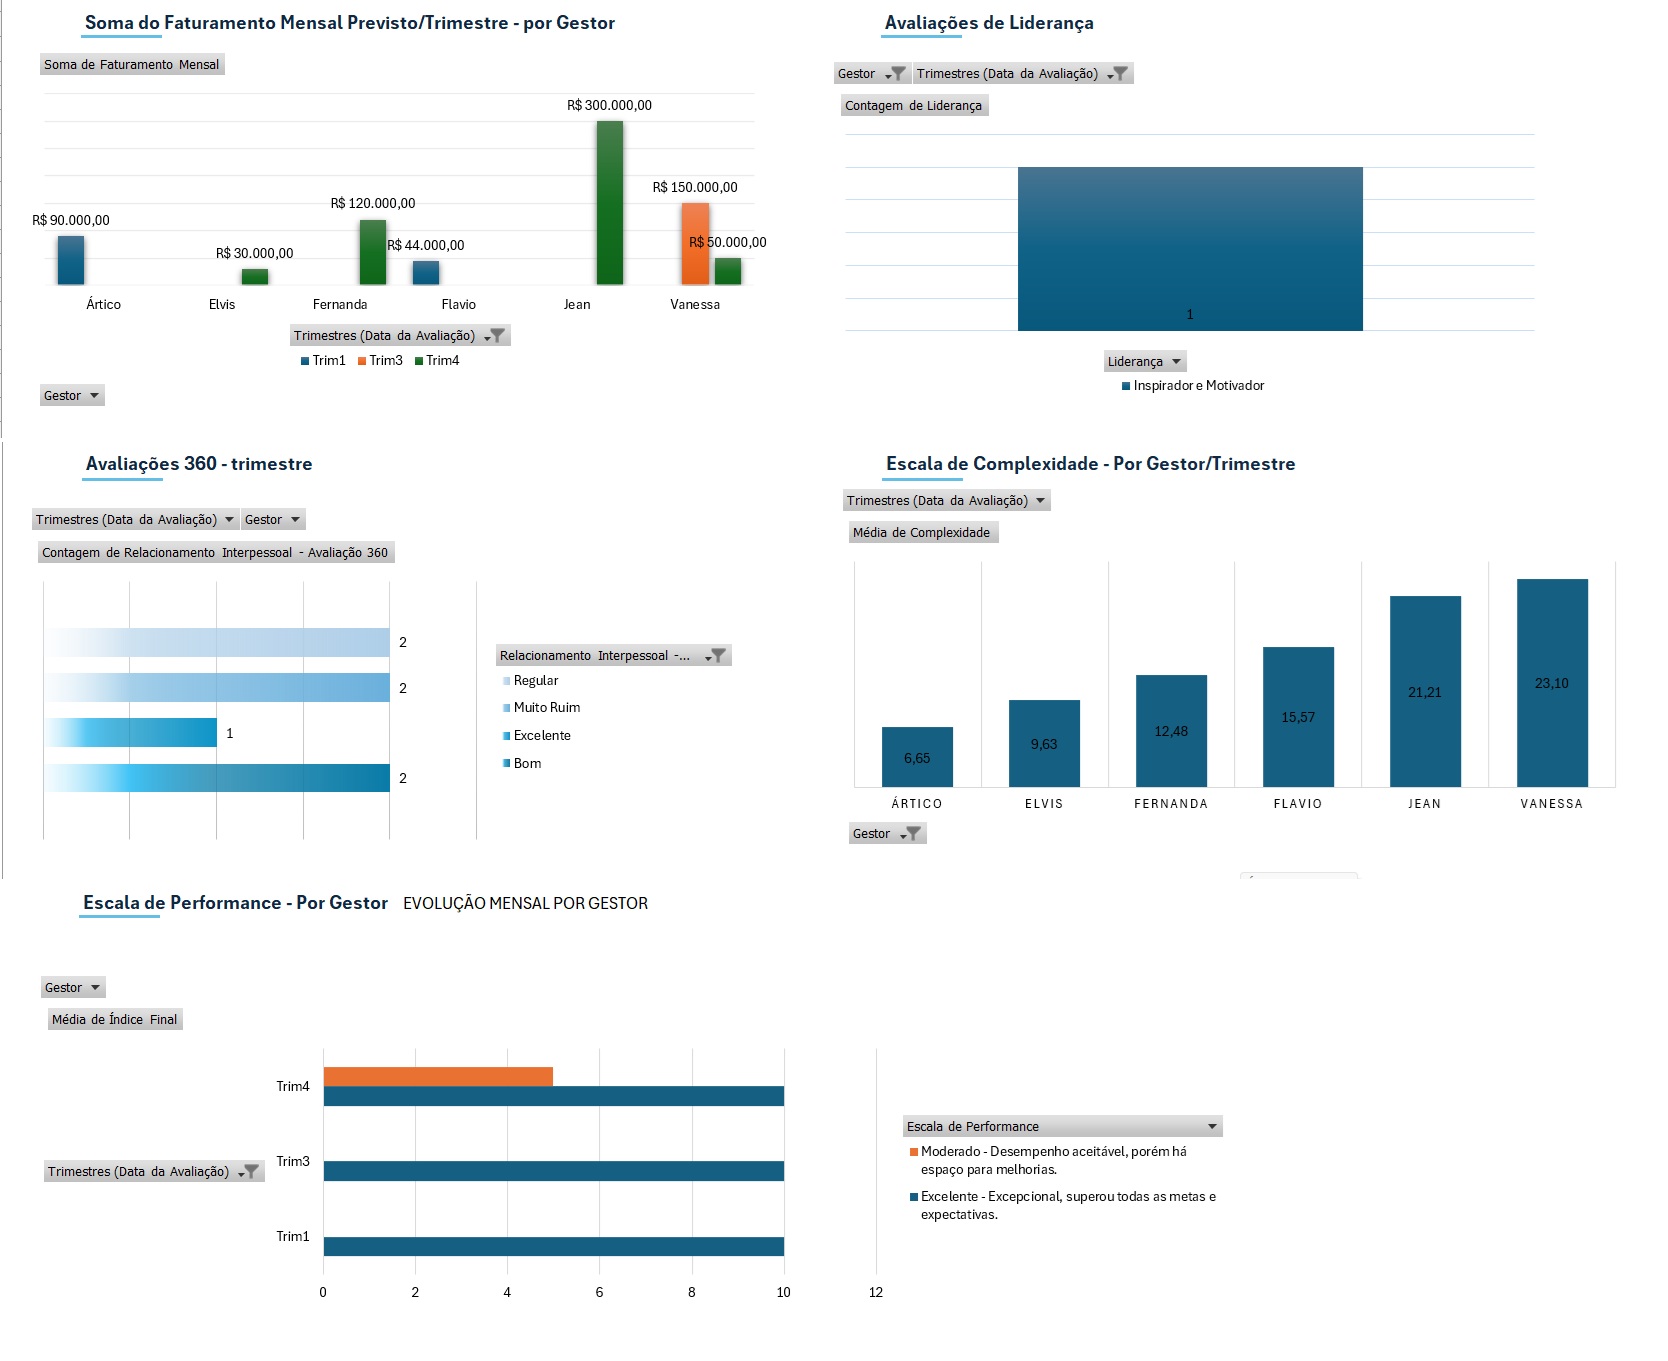 Soma do Faturamento Mensal Previsto/Trimestre - por Gestor
Soma de Faturamento Mensal
R$ 300.000,00
R$ 150.000,00
R$ 120.000,00
R$ 90.000,00
R$ 44.000,00
R$ 50.000,00
R$ 30.000,00
Ártico Elvis Fernanda Flavio Jean Vanessa
Trimestres (Data da Avaliação)
Trim1 Trim3 Trim4
Gestor
Avaliações de Liderança
Gestor Trimestres (Data da Avaliação)
Contagem de Liderança
1
Liderança
Inspirador e Motivador
Avaliações 360 - trimestre
Trimestres (Data da Avaliação) Gestor
Contagem de Relacionamento Interpessoal - Avaliação 360
2
2
1
2
Relacionamento Interpessoal -...
Regular
Muito Ruim
Excelente
Bom
Escala de Complexidade - Por Gestor/Trimestre
Trimestres (Data da Avaliação)
Média de Complexidade
6,65 9,63 12,48 15,57 21,21 23,10
ÁRTICO ELVIS FERNANDA FLAVIO JEAN VANESSA
Gestor
Escala de Performance - Por Gestor EVOLUÇÃO MENSAL POR GESTOR
Gestor
Média de Índice Final
Trim4
Trim3
Trim1
Trimestres (Data da Avaliação)
0 2 4 6 8 10 12
Escala de Performance
Moderado - Desempenho aceitável, porém há
espaço para melhorias.
Excelente - Excepcional, superou todas as metas e
expectativas.